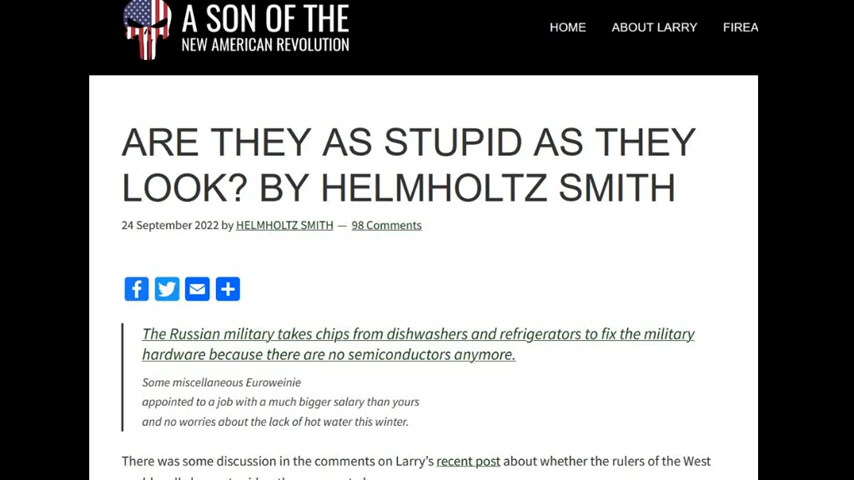 A SON OF THE
NEW AMERICAN REVOLUTION
HOME ABOUT LARRY FIREA
ARE THEY AS STUPID AS THEY
LOOK? BY HELMHOLTZ SMITH
24 September 2022 by HELMHOLTZ SMITH — 98 Comments
The Russian military takes chips from dishwashers and refrigerators to fix the military
hardware because there are no semiconductors anymore.
Some miscellaneous Euroweinie
appointed to a job with a much bigger salary than yours
and no worries about the lack of hot water this winter.
There was some discussion in the comments on Larry's recent post about whether the rulers of the West